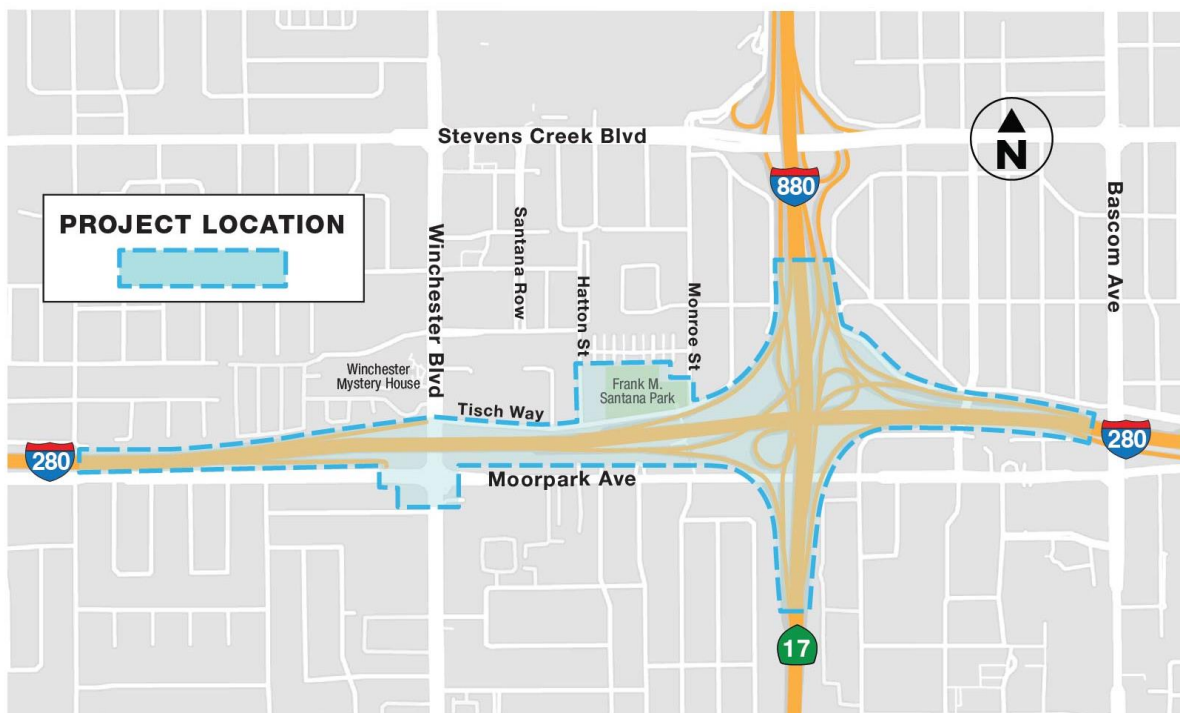 Stevens Creek Blvd
N
880
PROJECT LOCATION
Winchester Blvd
Santana Row
Hatton St
Monroe St
Bascom Ave
Winchester
Mystery House
Frank M.
Santana Park
Tisch Way
280
280
Moorpark Ave
17